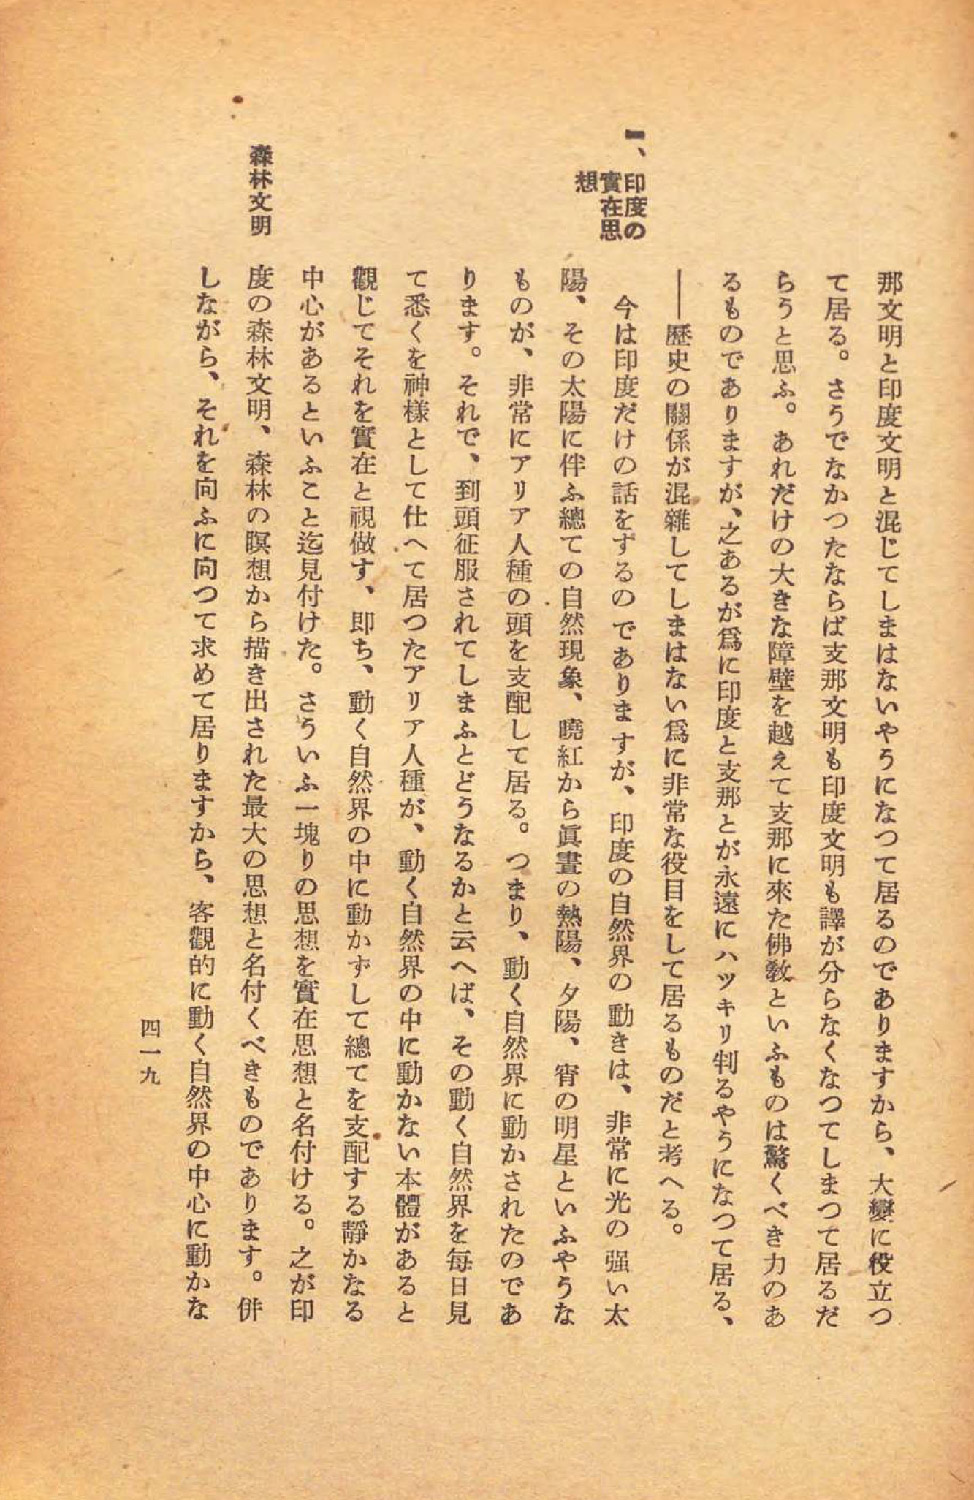 那文明と印度文明と混じてしまはないやうになつて居るのでありますから、大變に役立つ
て居る。さうでなかつたならば支那文明も印度文明も譯が分らなくなつてしまつて居るだ
らうと思ふ。あれだけの大きな障壁を越えて支那に來た佛教といふものは驚くべき力のあ
るものでありますが、之あるが爲に印度と支那とが永遠にハツキリ判るやうになつて居る、
――歷史の關係が混雜してしまはない爲に非常な役目をして居るものだと考へる。
一、印度の
實在思
想
今は印度だけの話をするのでありますが、印度の自然界の動きは、非常に光の强い太
陽、その太陽に伴ふ總ての自然現象、曉紅から眞晝の熱陽、夕陽、宵の明星といふやうな
ものが、非常にアリア人種の頭を支配して居る。つまり、動く自然界に動かされたのであ
ります。それで、到頭征服されてしまふとどうなるかと云へば、その動く自然界を每日見
て悉くを神樣として仕へて居つたアリア人種が、動く自然界の中に動かない本體があると
觀じてそれを實在と視做す、即ち、動く自然界の中に動かずして總てを支配する靜かなる
中心があるといふこと迄見付けた。さういふ一塊りの思想を實在思想と名付ける。之が印
森林文明
度の森林文明、森林の瞑想から描き出された最大の思想と名付くべきものであります。併
しながら、それを向ふに向つて求めて居りますから、客觀的に動く自然界の中心に動かな
四一九